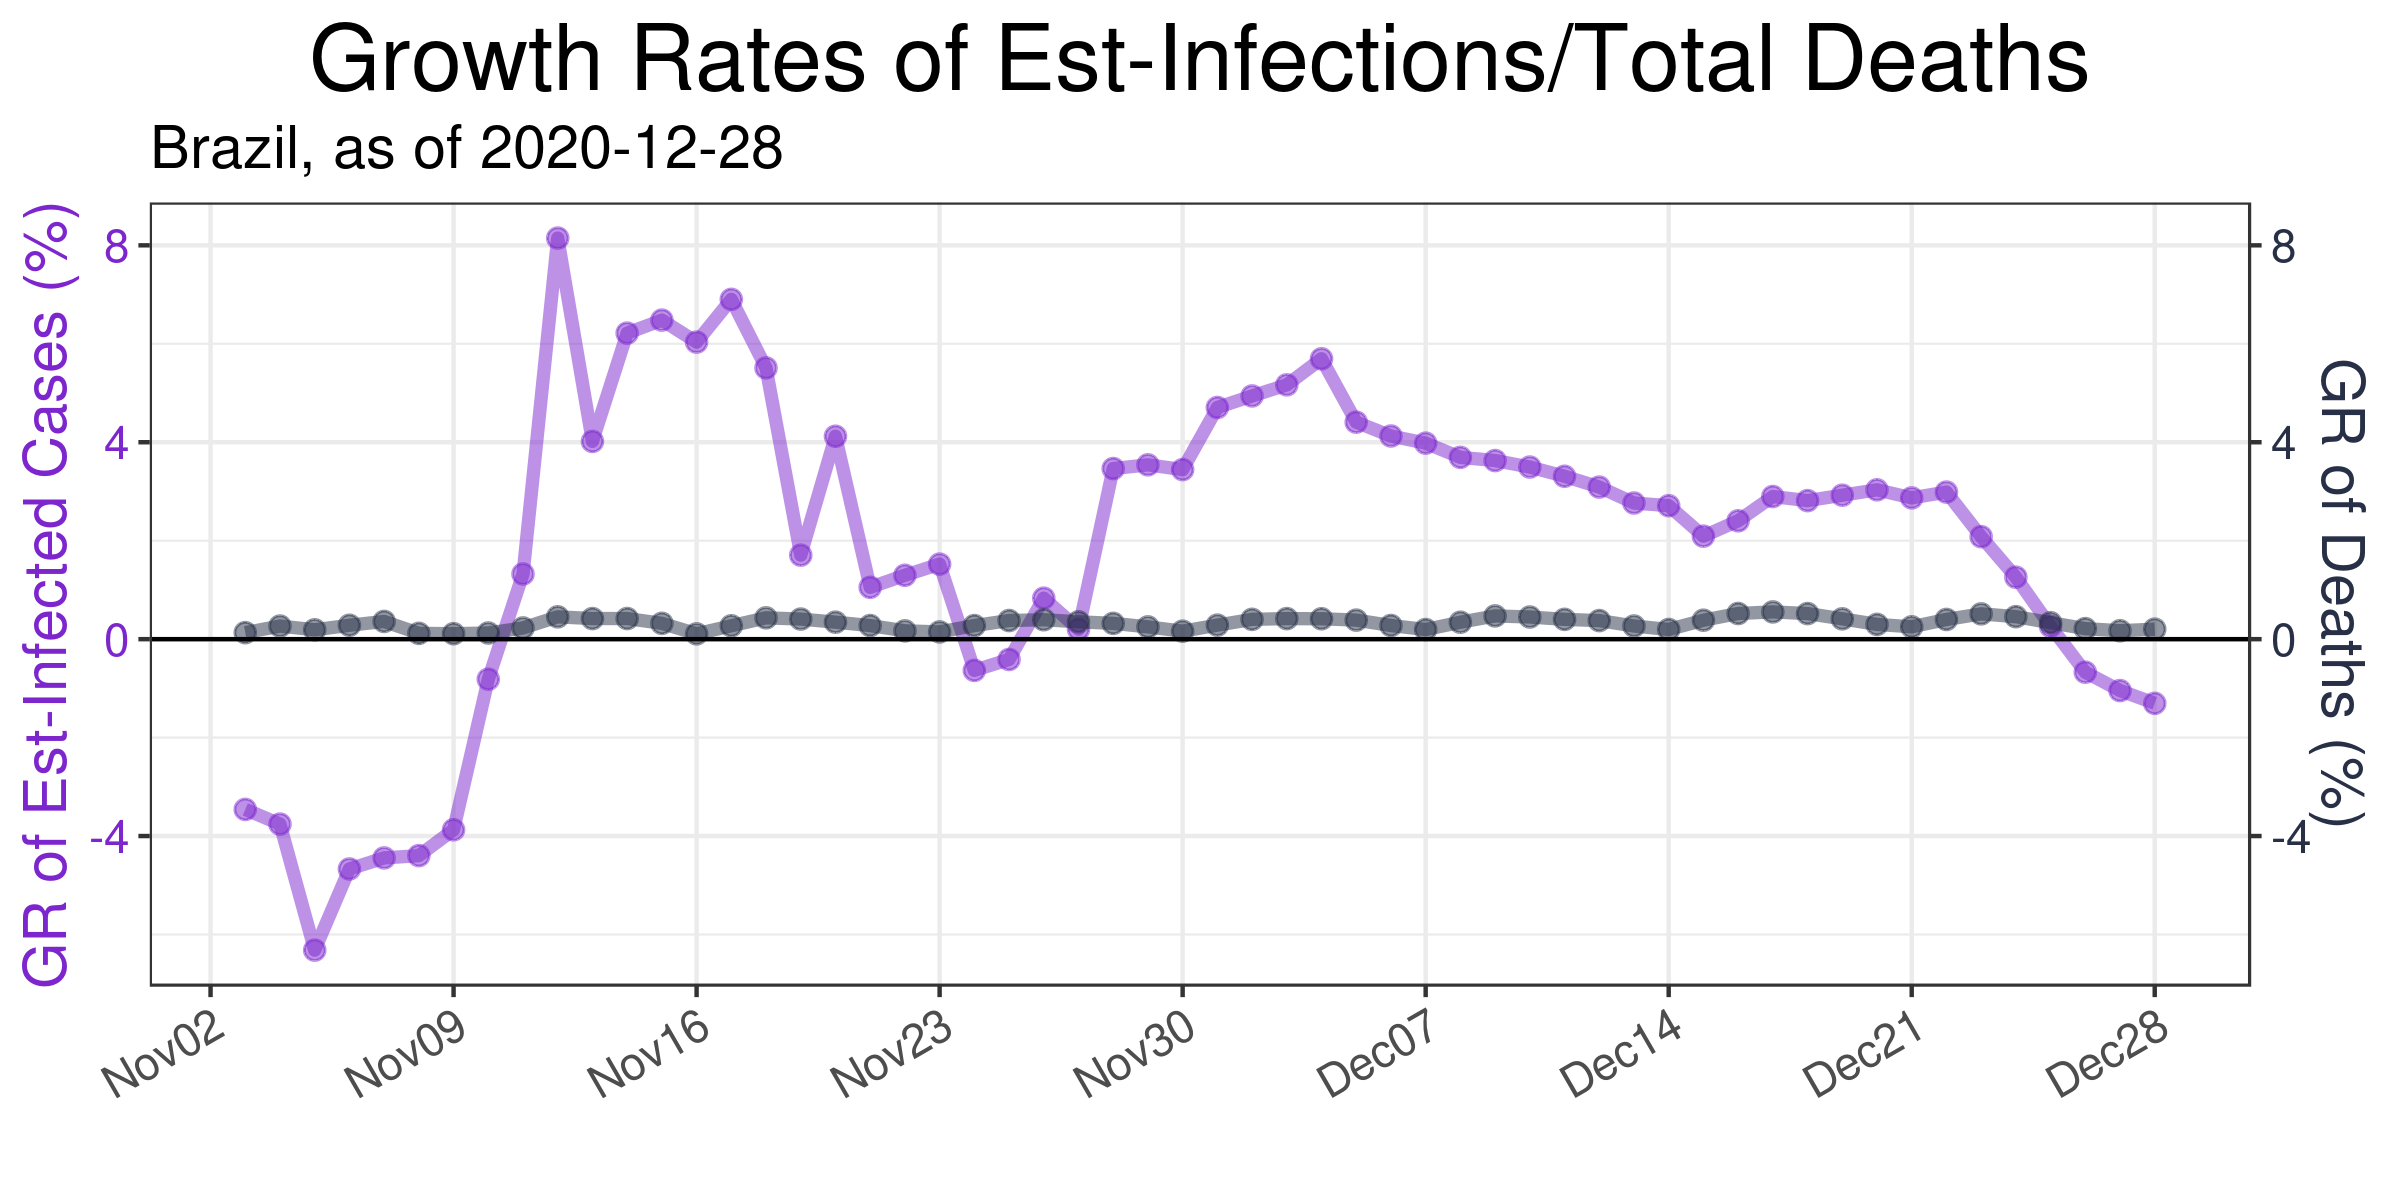 Growth Rates of Est-Infections/Total Deaths
Brazil, as of 2020-12-28
GR of Est-Infected Cases (%)
8
4
0
-4
8
4
0
-4
GR of Deaths (%)
Nov02
Nov09
Nov16
Nov23
Nov30
Dec07
Dec14
Dec21
Dec28